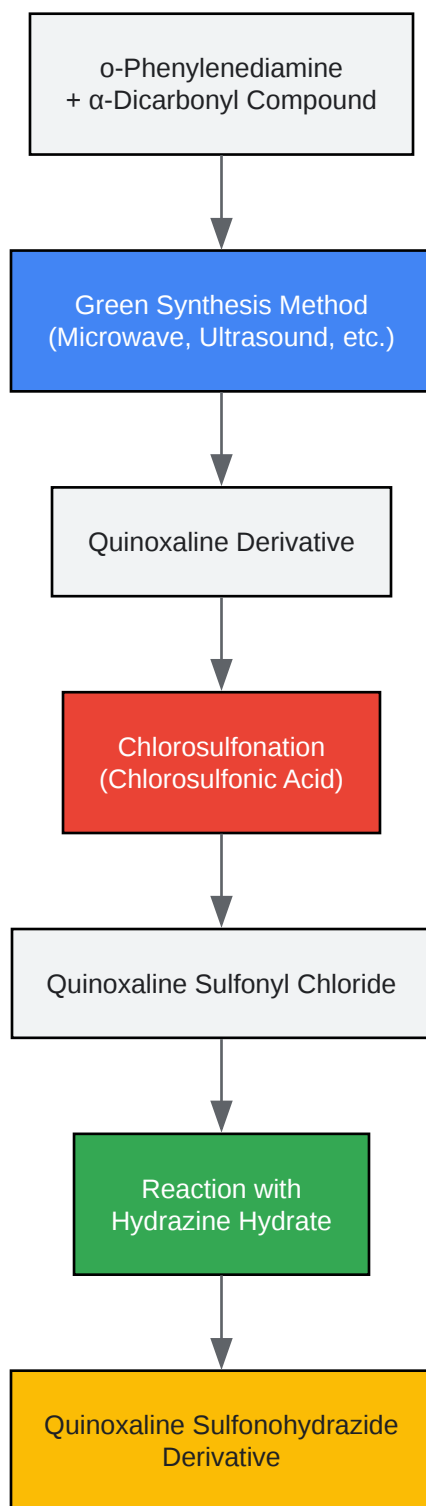 o-Phenylenediamine
+ α-Dicarbonyl Compound
Green Synthesis Method
(Microwave, Ultrasound, etc.)
Quinoxaline Derivative
Chlorosulfonation
(Chlorosulfonic Acid)
Quinoxaline Sulfonyl Chloride
Reaction with
Hydrazine Hydrate
Quinoxaline Sulfonohydrazide
Derivative